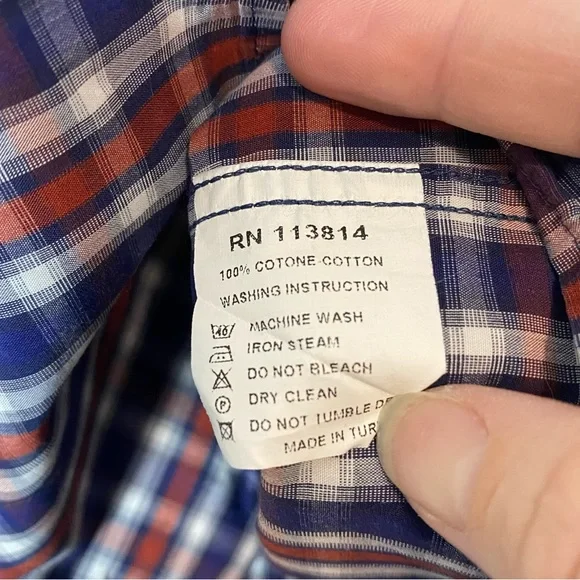 RN 113814
100% COTONE-COTTON
WASHING INSTRUCTION
40 MACHINE WASH
IRON STEAM
DO NOT BLEACH
P DRY CLEAN
DO NOT TUMBLE
MADE IN